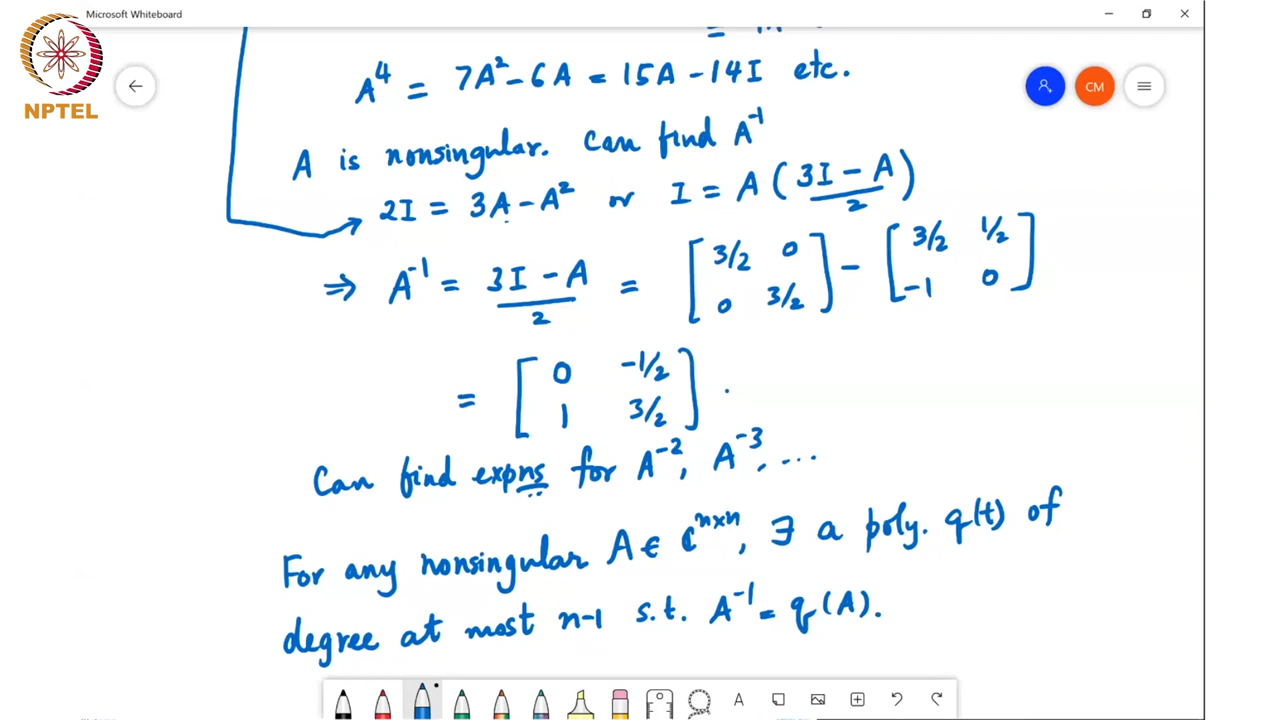 Microsoft Whiteboard
NPTEL
CM
A⁴ = 7A² - 6A = 15A - 14I etc.
A is nonsingular. Can find A⁻¹
2I = 3A - A² or I = A ( 3I - A / 2 )
⇒ A⁻¹ = 3I - A / 2 = [ 3/2 0 ; 0 3/2 ] - [ 3/2 1/2 ; -1 0 ]
= [ 0 -1/2 ; 1 3/2 ] .
Can find expns for A⁻², A⁻³, ...
For any nonsingular A ∈ ℂⁿˣⁿ, ∃ a poly. q(t) of
degree at most n-1 s.t. A⁻¹ = q(A).
A